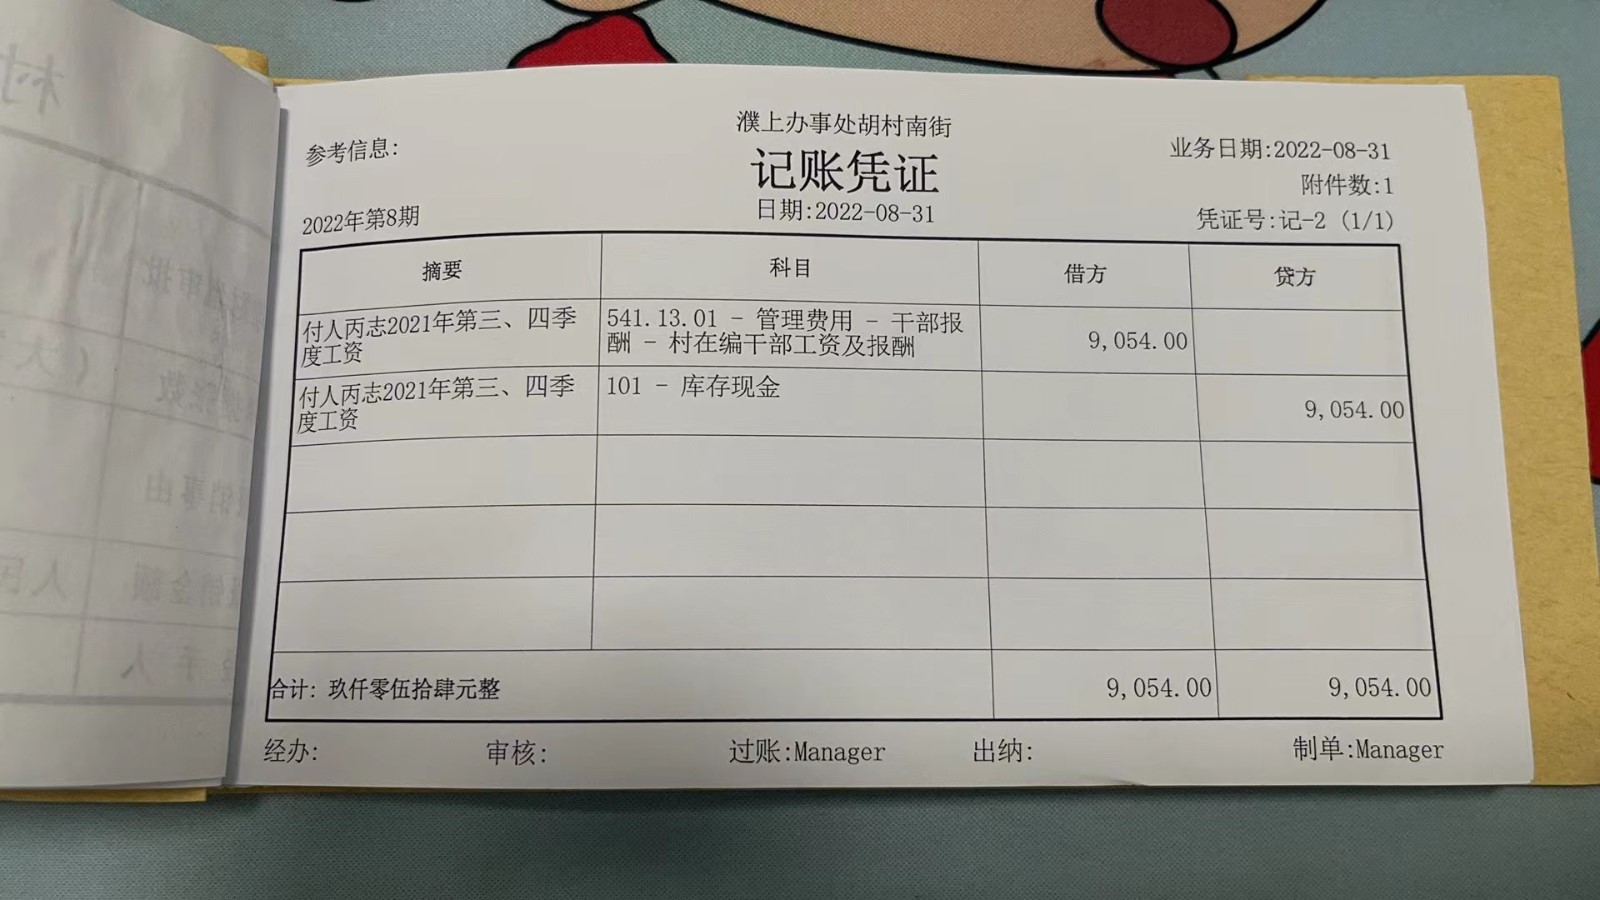 濮上办事处胡村南街
参考信息:
记账凭证
业务日期:2022-08-31
附件数:1
2022年第8期
日期:2022-08-31
凭证号:记-2 (1/1)
摘要 科目 借方 贷方
付人丙志2021年第三、四季
度工资
541.13.01 - 管理费用 - 干部报
酬 - 村在编干部工资及报酬
9,054.00
付人丙志2021年第三、四季
度工资
101 - 库存现金
9,054.00
合计: 玖仟零伍拾肆元整 9,054.00 9,054.00
经办: 审核: 过账:Manager 出纳: 制单:Manager